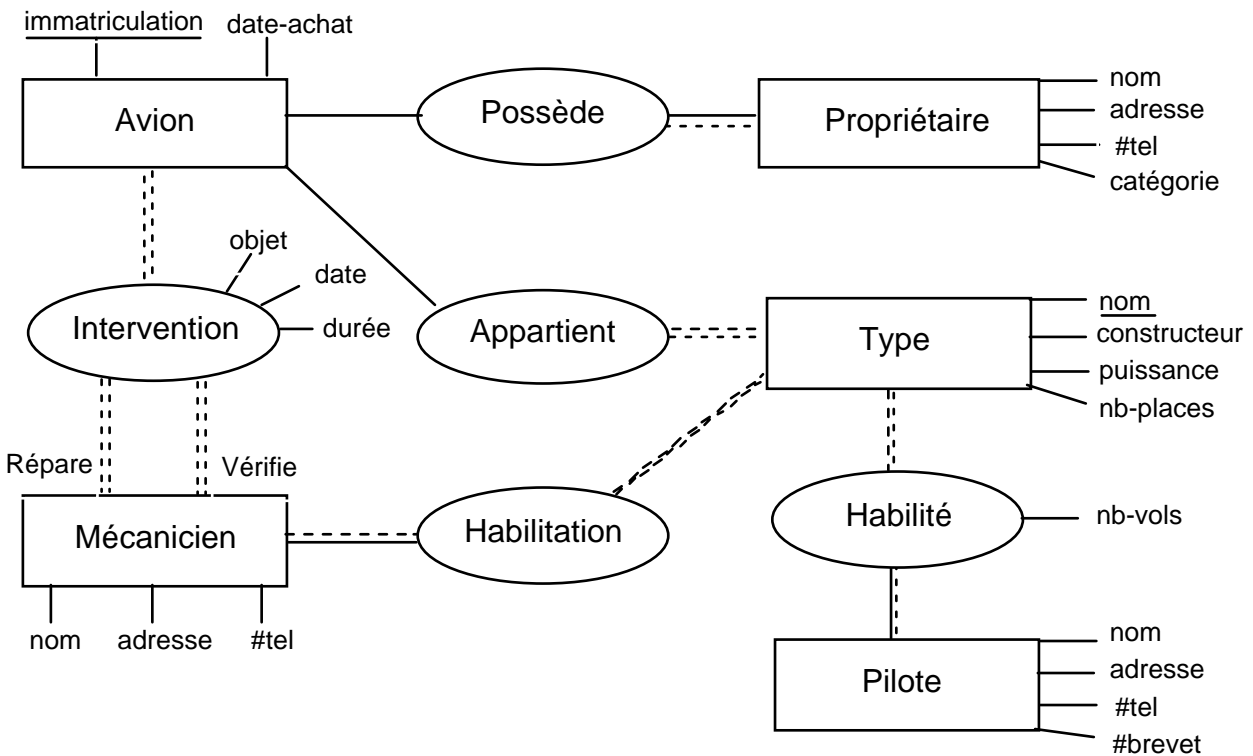 immatriculation date-achat
Avion
Possède
Propriétaire
nom
adresse
#tel
catégorie
objet
date
durée
Intervention
Appartient
Type
nom
constructeur
puissance
nb-places
Répare
Vérifie
Mécanicien
Habilitation
Habilité
nb-vols
nom adresse #tel
Pilote
nom
adresse
#tel
#brevet